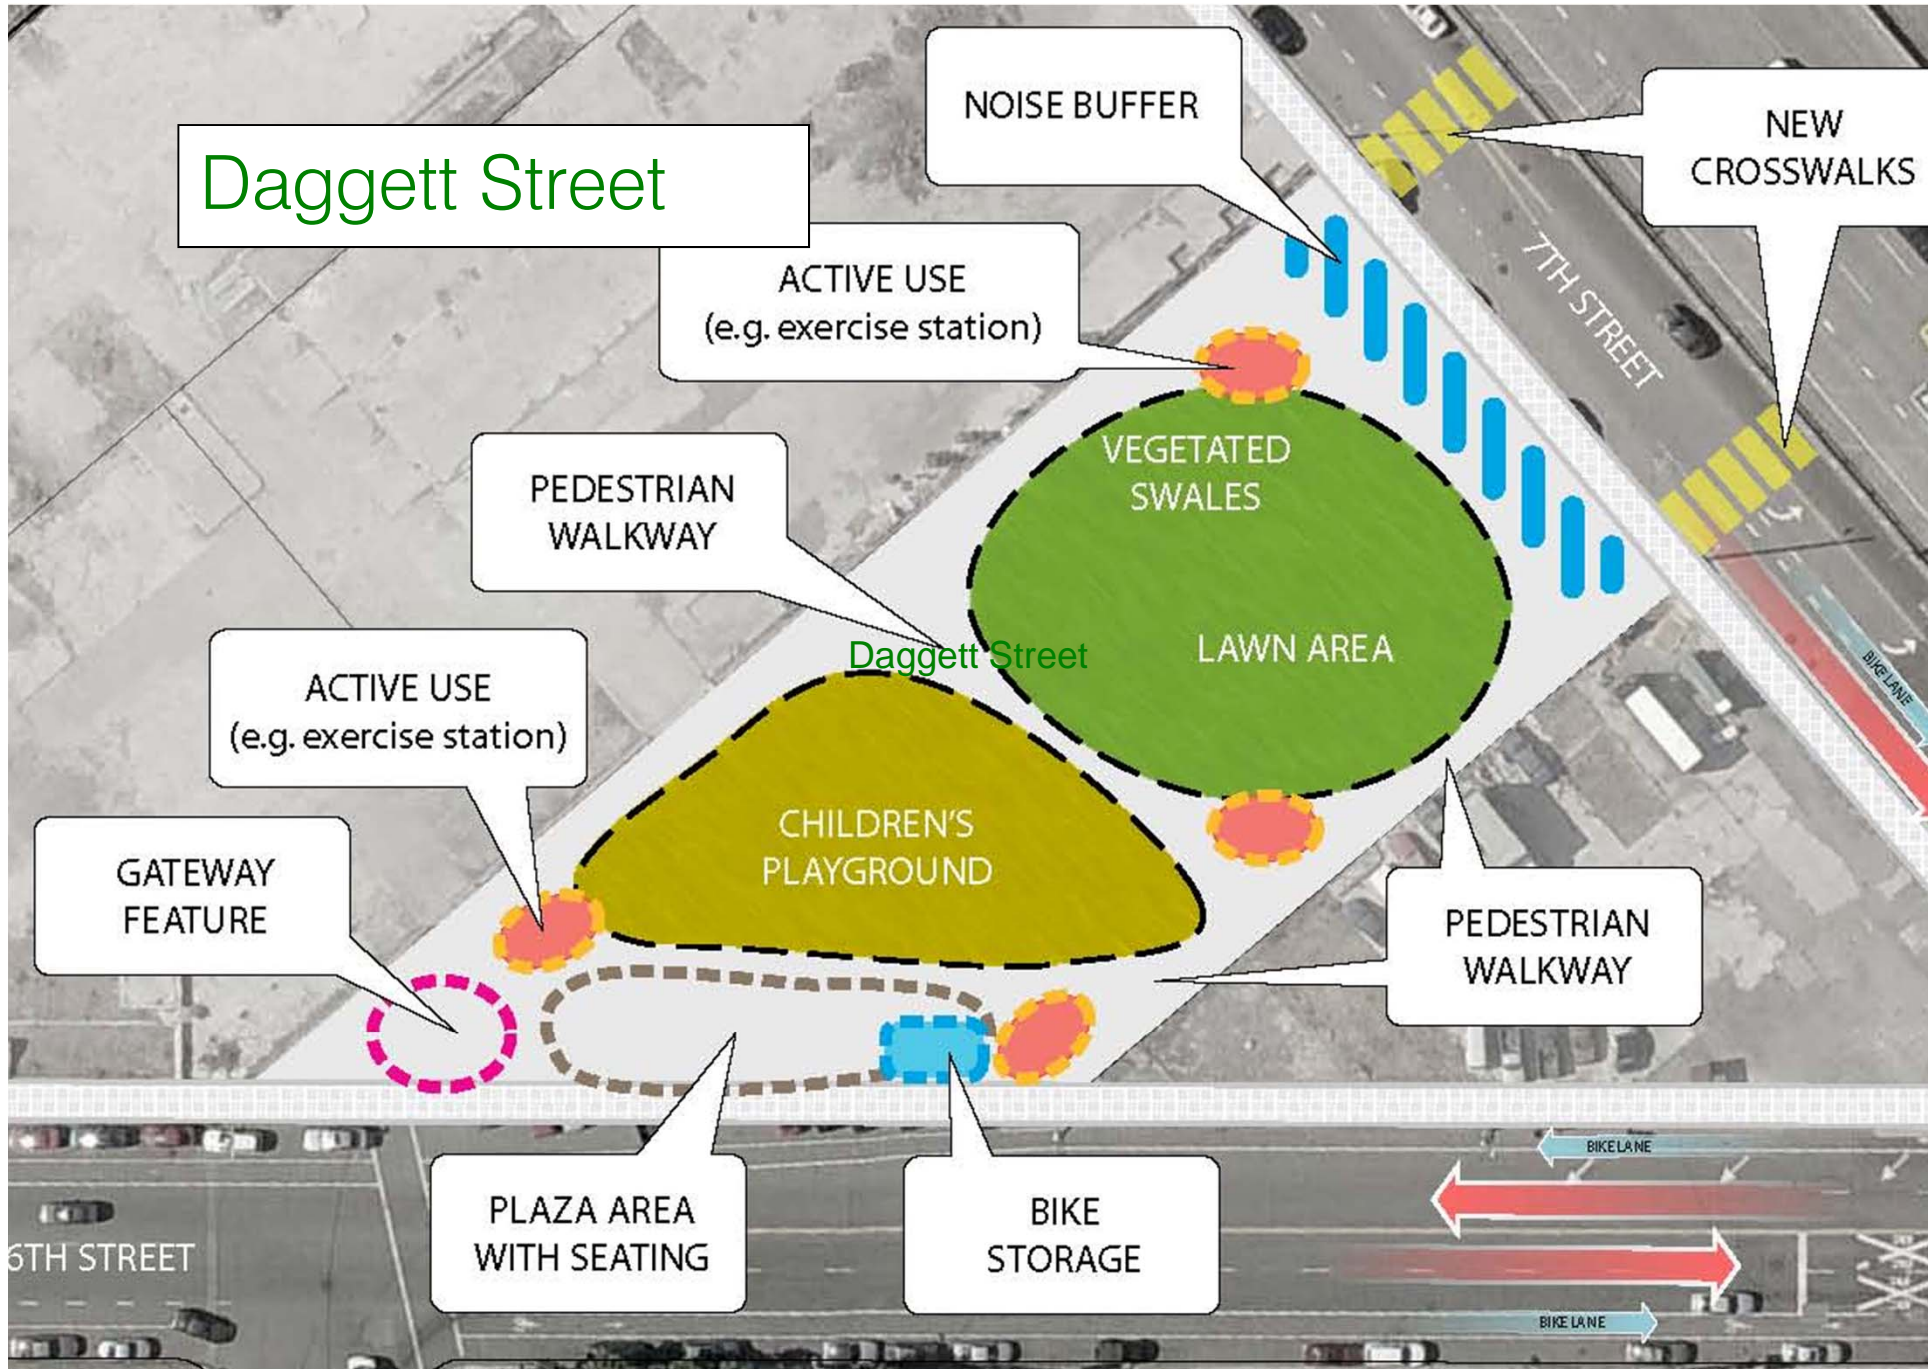 NOISE BUFFER
NEW
CROSSWALKS
Daggett Street
ACTIVE USE
(e.g. exercise station)
7TH STREET
VEGETATED
SWALES
PEDESTRIAN
WALKWAY
Daggett Street
LAWN AREA
BIKE LANE
ACTIVE USE
(e.g. exercise station)
CHILDREN'S
PLAYGROUND
GATEWAY
FEATURE
PEDESTRIAN
WALKWAY
BIKE LANE
PLAZA AREA
WITH SEATING
BIKE
STORAGE
6TH STREET
BIKE LANE